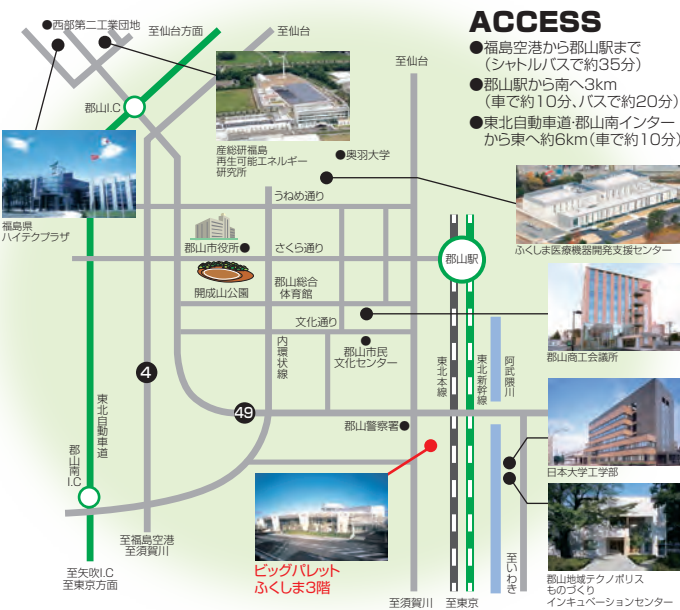 ACCESS
●福島空港から郡山駅まで
（シャトルバスで約35分）
●郡山駅から南へ3km
（車で約10分、バスで約20分）
●東北自動車道・郡山南インター
から東へ約6km（車で約10分）
●西部第二工業団地
至仙台方面
至仙台
至仙台
郡山I.C
産総研福島
再生可能エネルギー
研究所
●奥羽大学
福島県
ハイテクプラザ
うねめ通り
ふくしま医療機器開発支援センター
郡山市役所●
さくら通り
郡山駅
開成山公園
郡山総合
体育館
文化通り
郡山商工会議所
内環状線
郡山市民
文化センター
東北本線
東北新幹線
阿武隈川
4
49
東北自動車道
郡山警察署●
郡山南I.C
日本大学工学部
ビッグパレット
ふくしま3階
至福島空港
至須賀川
至矢吹I.C
至東京方面
至いわき
郡山地域テクノポリス
ものづくり
インキュベーションセンター
至須賀川
至東京